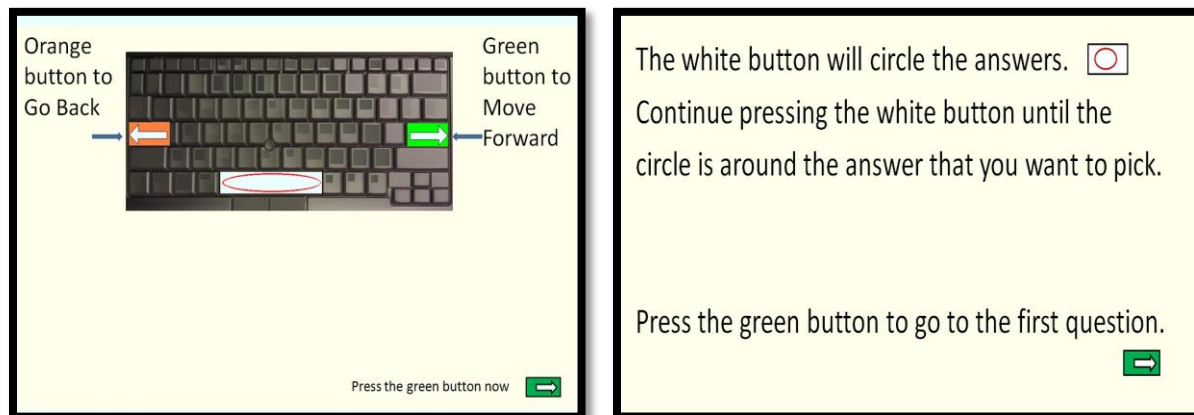 Orange
button to
Go Back
Green
button to
Move
Forward
Press the green button now
The white button will circle the answers.
Continue pressing the white button until the
circle is around the answer that you want to pick.
Press the green button to go to the first question.